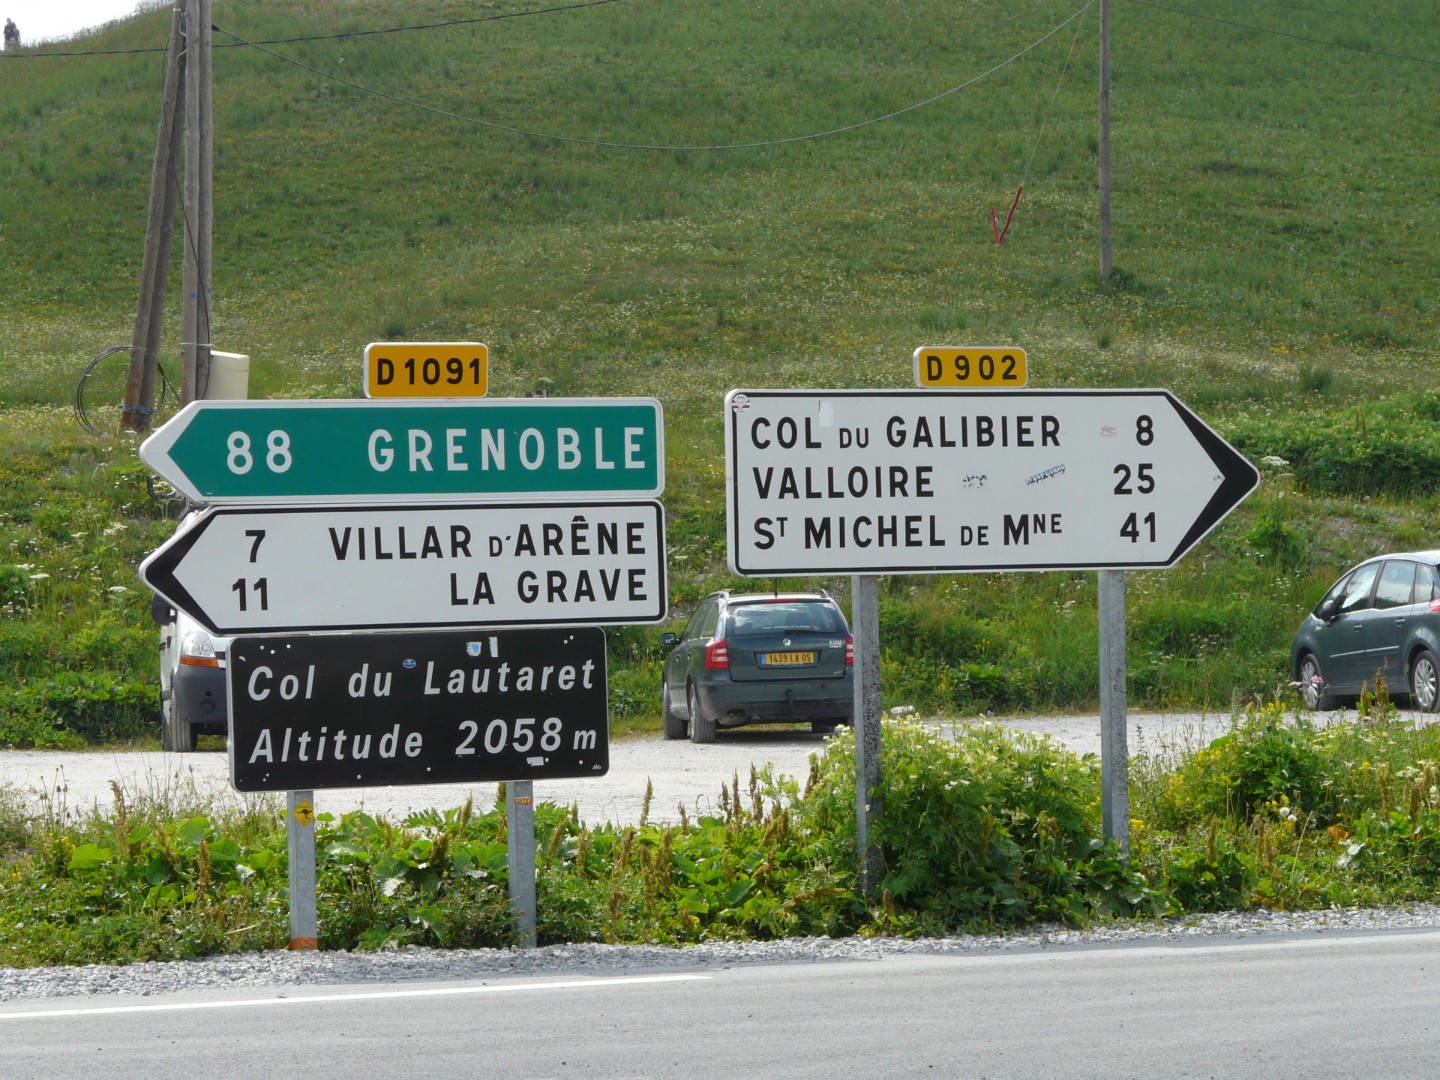 D 1091
88 GRENOBLE
7 VILLAR D'ARÊNE
11 LA GRAVE
Col du Lautaret
Altitude 2058 m
D 902
COL DU GALIBIER 8
VALLOIRE 25
ST MICHEL DE MNE 41
1439 LA 05